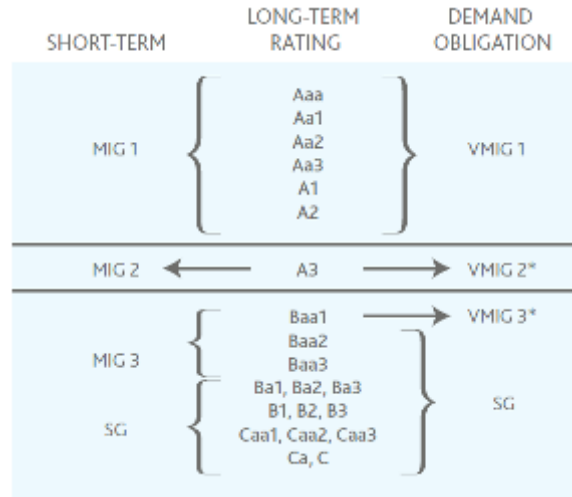 SHORT-TERM LONG-TERM RATING DEMAND OBLIGATION
Aaa
Aa1
Aa2
MIG 1 Aa3 VMIG 1
A1
A2
MIG 2 A3 VMIG 2*
Baa1 VMIG 3*
Baa2
MIG 3 Baa3
Ba1, Ba2, Ba3
B1, B2, B3 SG
SG Caa1, Caa2, Caa3
Ca, C